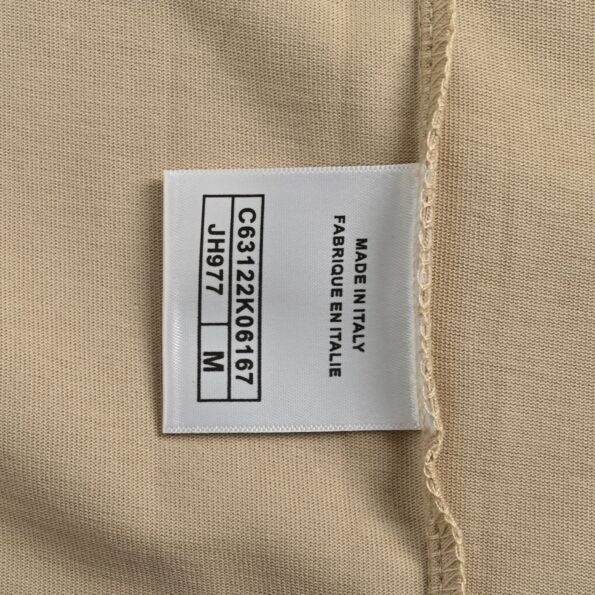 MADE IN ITALY
FABRIQUE EN ITALIE
C63122K06167
JH977 M